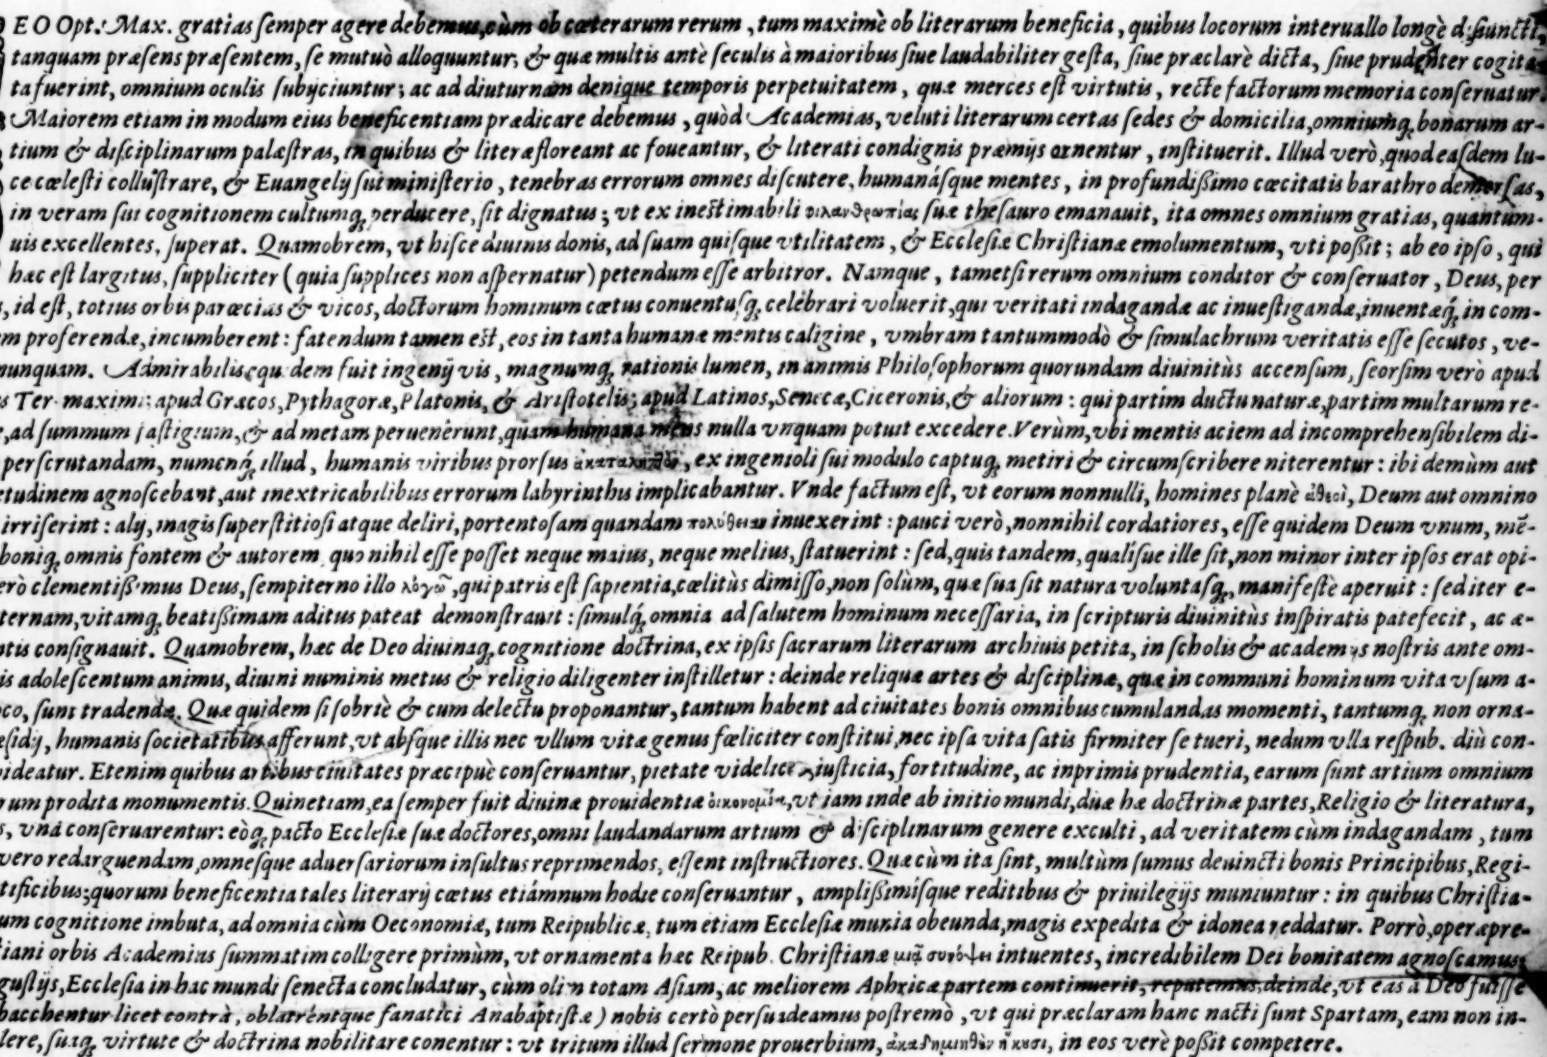 EO Opt. Max. gratias ſemper agere debemus, cùm ob cæterarum rerum, tum maximè ob literarum beneficia, quibus locorum interuallo longè diſiuncti,
tanquam præſens præſentem, ſe mutuò alloquuntur; & quæ multis antè ſeculis à maioribus ſiue laudabiliter geſta, ſiue præclarè dicta, ſiue prudenter cogita-
ta fuerint, omnium oculis ſubijciuntur; ac ad diuturnam denique temporis perpetuitatem, quæ merces eſt virtutis, recte factorum memoria conſeruatur.
Maiorem etiam in modum eius beneficentiam prædicare debemus, quòd Academias, veluti literarum certas ſedes & domicilia, omniumq́; bonarum ar-
tium & diſciplinarum palæſtras, in quibus & literæ floreant ac foueantur, & literati condignis præmijs ornentur, inſtituerit. Illud verò, quod eaſdem lu-
ce cœleſti colluſtrare, & Euangelij ſui miniſterio, tenebras errorum omnes diſcutere, humanáſque mentes, in profundißimo cæcitatis barathro demerſas,
in veram ſui cognitionem cultumq́; perducere, ſit dignatus; vt ex ineſtimabili φιλανθρωπίας ſuæ theſauro emanauit, ita omnes omnium gratias, quantum-
uis excellentes, ſuperat. Quamobrem, vt hiſce diuinis donis, ad ſuam quiſque vtilitatem, & Eccleſiæ Chriſtianæ emolumentum, vti poßit; ab eo ipſo, qui
hæc eſt largitus, ſuppliciter (quia ſupplices non aſpernatur) petendum eſſe arbitror. Namque, tametſi rerum omnium conditor & conſeruator, Deus, per
, id eſt, totius orbis parœcias & vicos, doctorum hominum cœtus conuentuſq́; celebrari voluerit, qui veritati indagandæ ac inueſtigandæ, inuentæq́; in com-
m proferendæ, incumberent: fatendum tamen eſt, eos in tanta humanæ mentis caligine, vmbram tantummodò & ſimulachrum veritatis eſſe ſecutos, ve-
nunquam. Admirabilis equidem fuit ingenij vis, magnumq́; rationis lumen, in animis Philoſophorum quorundam diuinitùs accenſum, ſeorſim verò apud
s Ter maximi; apud Græcos, Pythagoræ, Platonis, & Ariſtotelis; apud Latinos, Senecæ, Ciceronis, & aliorum: qui partim ductu naturæ, partim multarum re-
, ad ſummum faſtigium, & ad metam peruenêrunt, quam humana mens nulla vnquam potuit excedere. Verùm, vbi mentis aciem ad incomprehenſibilem di-
perſcrutandam, numenq́; illud, humanis viribus prorſus ἀκατάληπτον, ex ingenioli ſui modulo captuq́; metiri & circumſcribere niterentur: ibi demùm aut
etudinem agnoſcebant, aut inextricabilibus errorum labyrinthis implicabantur. Vnde factum eſt, vt eorum nonnulli, homines planè ἄθεοι, Deum aut omnino
irriſerint: alij, magis ſuperſtitioſi atque deliri, portentoſam quandam πολύθειαν inuexerint: pauci verò, nonnihil cordatiores, eſſe quidem Deum vnum, mē-
boniq́; omnis fontem & autorem quo nihil eſſe poſſet neque maius, neque melius, ſtatuerint: ſed, quis tandem, qualíſue ille ſit, non minor inter ipſos erat opi-
erò clementißimus Deus, ſempiterno illo λόγῳ, qui patris eſt ſapientia, cœlitùs dimiſſo, non ſolùm, quæ ſua ſit natura voluntaſq́;, manifeſtè aperuit: ſed iter e-
ternam, vitamq́; beatißimam aditus pateat demonſtrauit: ſimulq́; omnia ad ſalutem hominum neceſſaria, in ſcripturis diuinitùs inſpiratis patefecit, ac æ-
ntis conſignauit. Quamobrem, hæc de Deo diuinaq́; cognitione doctrina, ex ipſis ſacrarum literarum archiuis petita, in ſcholis & academijs noſtris ante om-
is adoleſcentum animis, diuini numinis metus & religio diligenter inſtilletur: deinde reliquæ artes & diſciplinæ, quæ in communi hominum vita vſum a-
oco, ſunt tradendæ. Quæ quidem ſi ſobriè & cum delectu proponantur, tantum habent ad ciuitates bonis omnibus cumulandas momenti, tantumq́; non orna-
eſidij, humanis ſocietatibus afferunt, vt abſque illis nec vllum vitæ genus fœliciter conſtitui, nec ipſa vita ſatis firmiter ſe tueri, nedum vlla reſpub. diù con-
ideatur. Etenim quibus artibus ciuitates præcipuè conſeruantur, pietate videlicet, iuſticia, fortitudine, ac inprimis prudentia, earum ſunt artium omnium
rum prodita monumentis. Quinetiam, ea ſemper fuit diuinæ prouidentiæ οἰκονομία, vt iam inde ab initio mundi, duæ hæ doctrinæ partes, Religio & literatura,
s, vnà conſeruarentur: eòq́; pacto Eccleſiæ ſuæ doctores, omni laudandarum artium & diſciplinarum genere exculti, ad veritatem cùm indagandam, tum
vero redarguendam, omneſque aduerſariorum inſultus reprimendos, eſſent inſtructiores. Quæ cùm ita ſint, multùm ſumus deuincti bonis Principibus, Regi-
tificibus; quorum beneficentia tales literarij cœtus etiámnum hodie conſeruantur, amplißimíſque reditibus & priuilegijs muniuntur: in quibus Chriſtia-
um cognitione imbuta, ad omnia cùm Oeconomiæ, tum Reipublicæ, tum etiam Eccleſiæ munia obeunda, magis expedita & idonea reddatur. Porrò, operæpre-
tiani orbis Academias ſummatim colligere primùm, vt ornamenta hæc Reipub. Chriſtianæ μιᾷ συνόψει intuentes, incredibilem Dei bonitatem agnoſcamus;
guſtijs, Eccleſia in hac mundi ſenecta concludatur, cùm olim totam Aſiam, ac meliorem Aphricæ partem continuerit, reputemus, deinde, vt eas à Deo fuiſſe
bacchentur licet contrà, oblatréntque fanatici Anabaptiſtæ) nobis certò perſuadeamus poſtremò, vt qui præclaram hanc nacti ſunt Spartam, eam non in-
lere, ſuaq́; virtute & doctrina nobilitare conentur: vt tritum illud ſermone prouerbium, ἀκαδημιηθὲν ἥκουσι, in eos verè poßit competere.